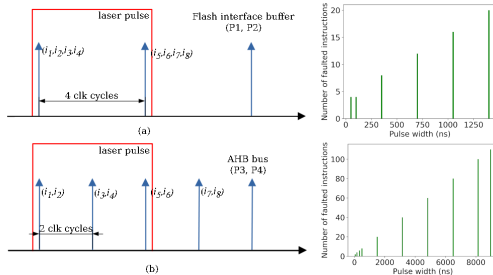 laser pulse
Flash interface buffer
(P1, P2)
(i1,i2,i3,i4)
(i5,i6,i7,i8)
4 clk cycles
(a)
Number of faulted instructions
20
15
10
5
0
0 250 500 750 1000 1250
Pulse width (ns)
laser pulse
AHB bus
(P3, P4)
(i1,i2)
(i3,i4)
(i5,i6)
(i7,i8)
2 clk cycles
(b)
Number of faulted instructions
100
80
60
40
20
0
0 2000 4000 6000 8000
Pulse width (ns)